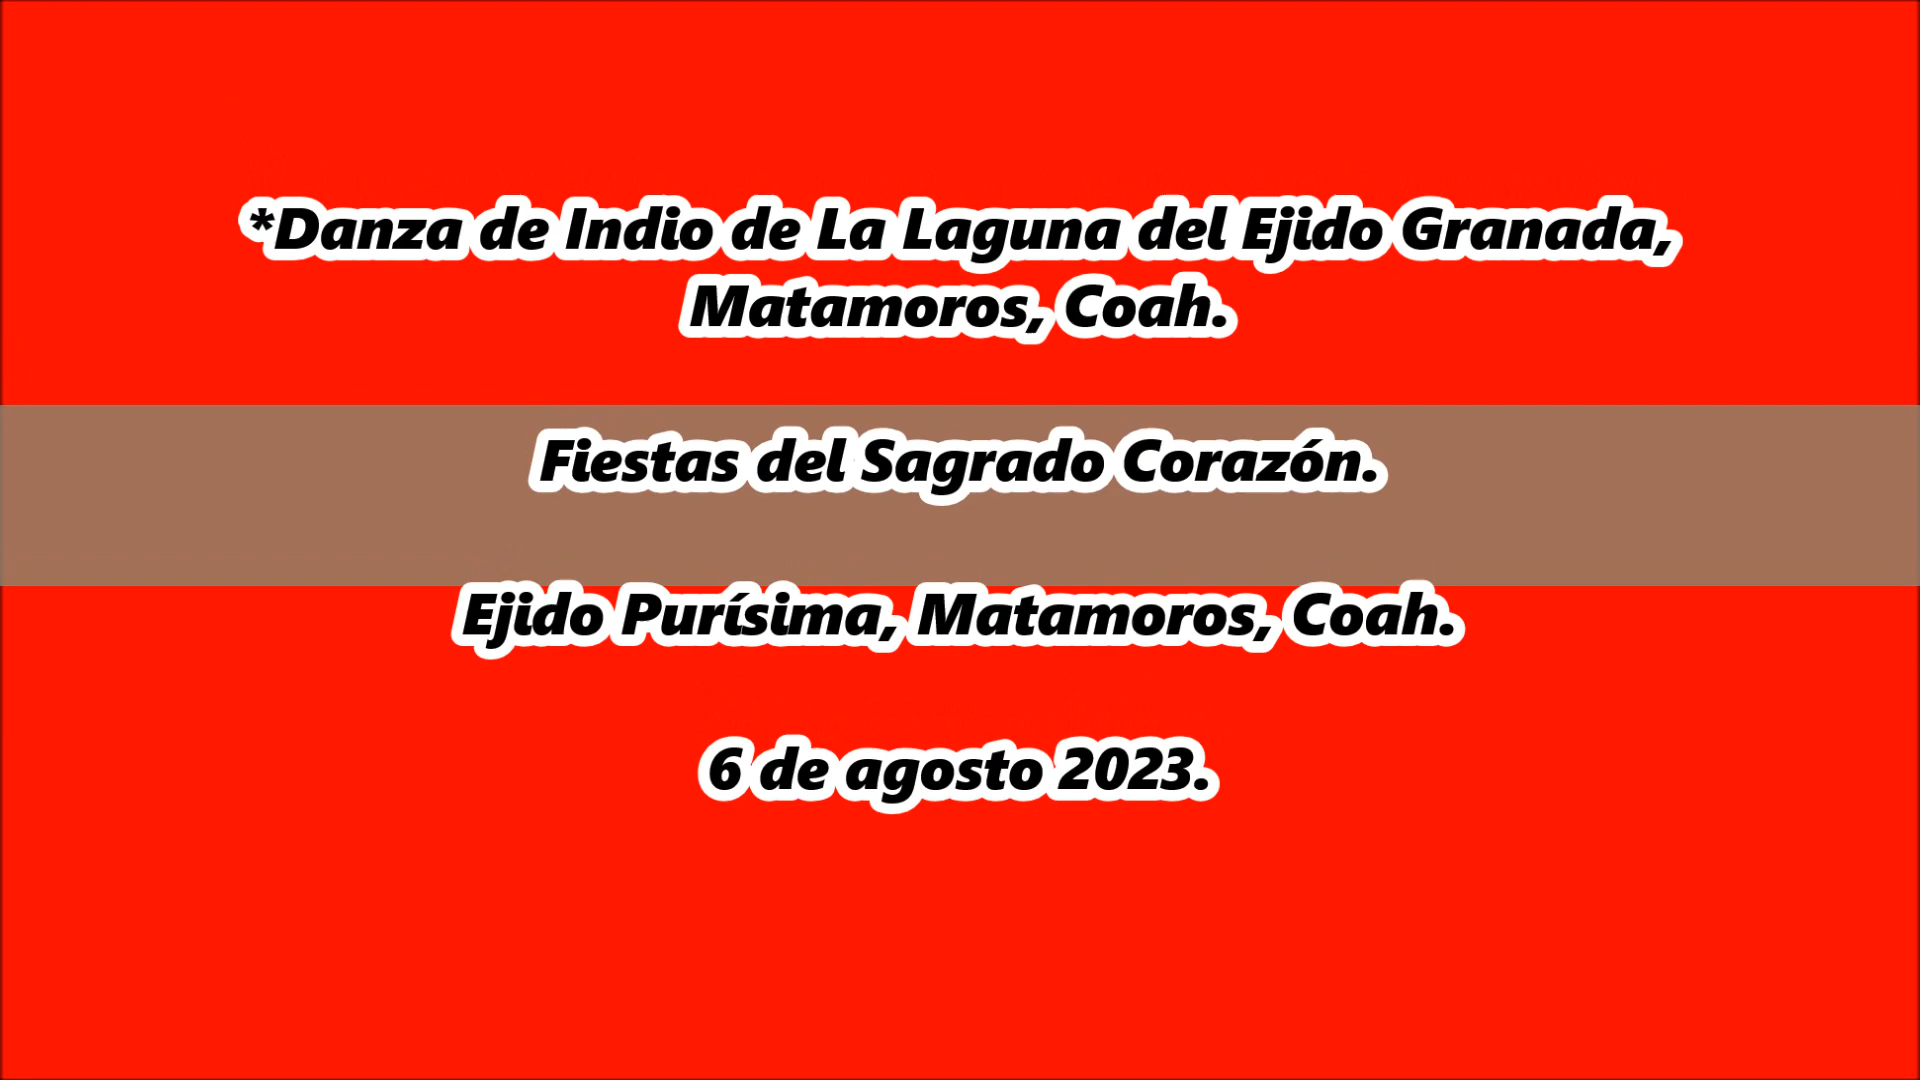 *Danza de Indio de La Laguna del Ejido Granada,
Matamoros, Coah.
Fiestas del Sagrado Corazón.
Ejido Purísima, Matamoros, Coah.
6 de agosto 2023.